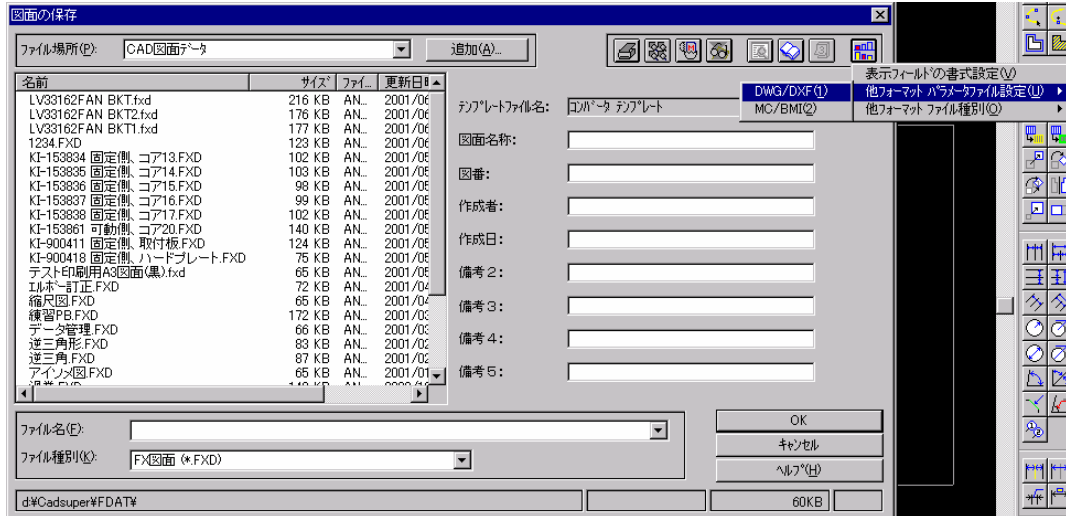 図面の保存
ファイル場所(P):
CAD図面データ
追加(A)...
表示フィールドの書式設定(V)
他フォーマット パラメータファイル設定(U)
他フォーマット ファイル種別(O)
DWG/DXF(1)
MC/BMI(2)
名前 サイズ ファイ... 更新日時
LV33162FAN BKT.fxd 216 KB AN... 2001/06
LV33162FAN BKT2.fxd 176 KB AN... 2001/06
LV33162FAN BKT1.fxd 177 KB AN... 2001/06
1234.FXD 123 KB AN... 2001/06
KI-153834 固定側、コア13.FXD 102 KB AN... 2001/05
KI-153835 固定側、コア14.FXD 103 KB AN... 2001/05
KI-153836 固定側、コア15.FXD 98 KB AN... 2001/05
KI-153837 固定側、コア16.FXD 99 KB AN... 2001/05
KI-153838 固定側、コア17.FXD 102 KB AN... 2001/05
KI-153861 可動側、コア20.FXD 140 KB AN... 2001/05
KI-900411 固定側、取付板.FXD 124 KB AN... 2001/05
KI-900418 固定側、ハードプレート.FXD 75 KB AN... 2001/05
テスト印刷用A3図面(黒).fxd 65 KB AN... 2001/05
エルボー訂正.FXD 72 KB AN... 2001/04
縮尺図.FXD 65 KB AN... 2001/04
練習PB.FXD 172 KB AN... 2001/03
データ管理.FXD 66 KB AN... 2001/03
逆三角形.FXD 83 KB AN... 2001/02
逆三角.FXD 87 KB AN... 2001/02
アイソメ図.FXD 65 KB AN... 2001/01
テンプレートファイル名: コンバータ テンプレート
図面名称:
図番:
作成者:
作成日:
備考2:
備考3:
備考4:
備考5:
ファイル名(F):
ファイル種別(K): FX図面 (*.FXD)
OK
キャンセル
ヘルプ(H)
d:¥Cadsuper¥FDAT¥
60KB